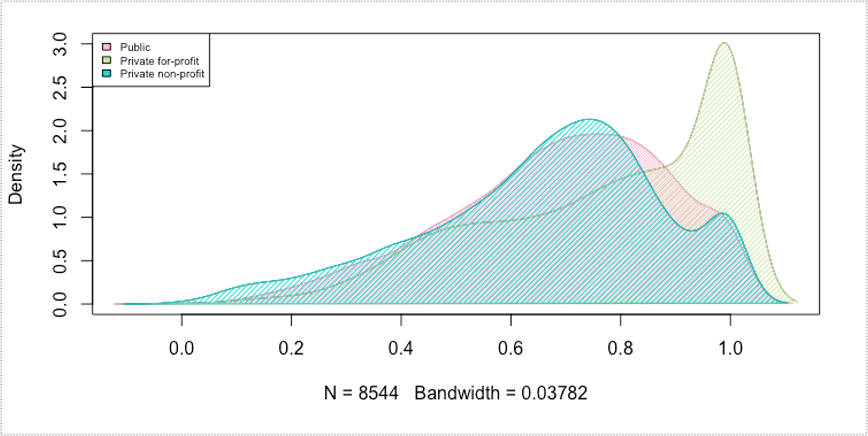 Public
Private for-profit
Private non-profit
Density
3.0
2.5
2.0
1.5
1.0
0.5
0.0
0.0 0.2 0.4 0.6 0.8 1.0
N = 8544 Bandwidth = 0.03782